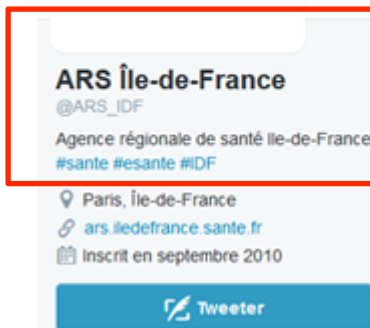 ARS Île-de-France
@ARS_IDF
Agence régionale de santé Ile-de-France
#sante #esante #IDF
Paris, Île-de-France
ars.iledefrance.sante.fr
Inscrit en septembre 2010
Tweeter